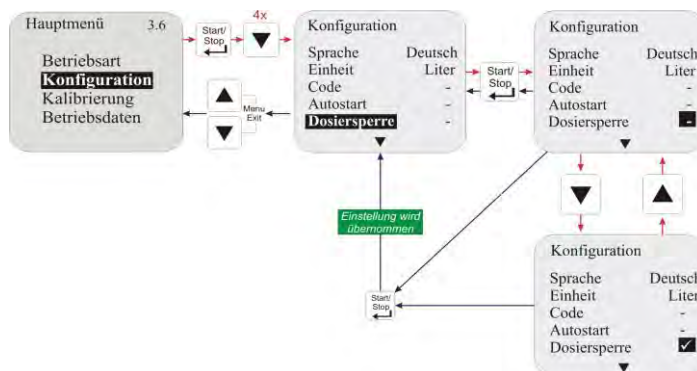 Hauptmenü 3.6
Betriebsart
Konfiguration
Kalibrierung
Betriebsdaten
Start/
Stop
4x
Menu
Exit
Konfiguration
Sprache Deutsch
Einheit Liter
Code -
Autostart -
Dosiersperre -
Start/
Stop
Konfiguration
Sprache Deutsch
Einheit Liter
Code -
Autostart -
Dosiersperre -
Einstellung wird
übernommen
Start/
Stop
Konfiguration
Sprache Deutsch
Einheit Liter
Code -
Autostart -
Dosiersperre ✓